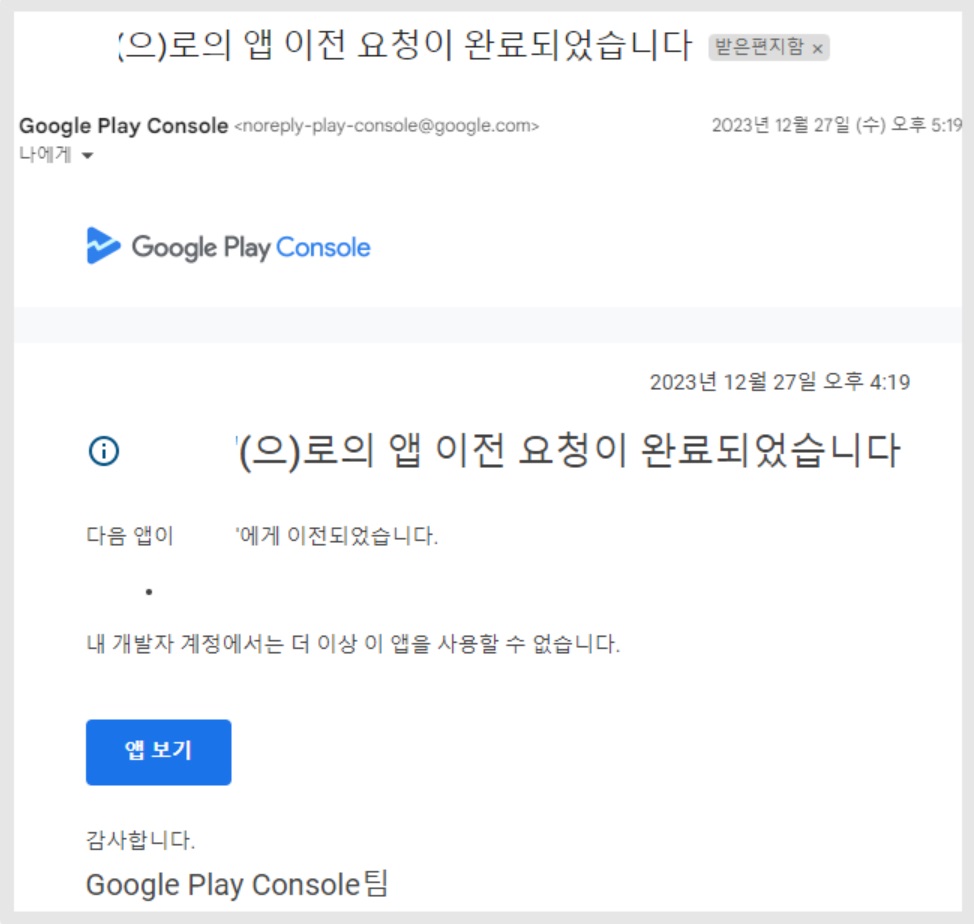 (으)로의 앱 이전 요청이 완료되었습니다 받은편지함 ×
Google Play Console <noreply-play-console@google.com> 2023년 12월 27일 (수) 오후 5:19
나에게
Google Play Console
2023년 12월 27일 오후 4:19
'(으)로의 앱 이전 요청이 완료되었습니다
다음 앱이 '에게 이전되었습니다.
•
내 개발자 계정에서는 더 이상 이 앱을 사용할 수 없습니다.
앱 보기
감사합니다.
Google Play Console팀